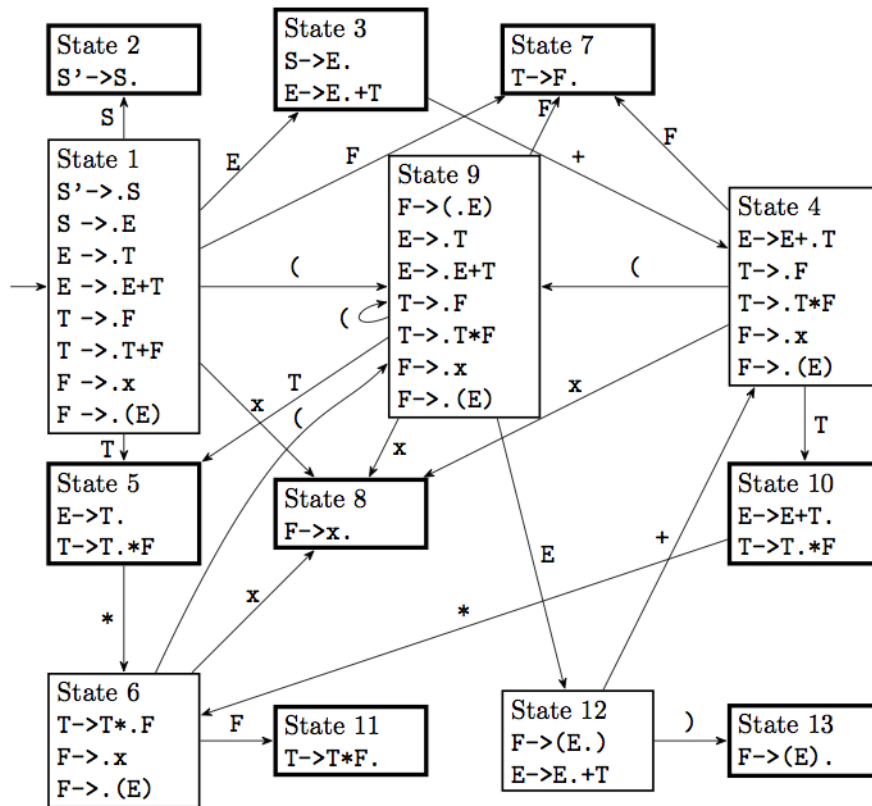 State 2
S'->S.
State 3
S->E.
E->E.+T
State 7
T->F.
S
E
F
F
+
F
State 1
S'->.S
S ->.E
E ->.T
E ->.E+T
T ->.F
T ->.T+F
F ->.x
F ->.(E)
(
State 9
F->(.E)
E->.T
E->.E+T
T->.F
T->.T*F
F->.x
F->.(E)
(
(
State 4
E->E+.T
T->.F
T->.T*F
F->.x
F->.(E)
T
x
(
x
x
T
T
State 5
E->T.
T->T.*F
State 8
F->x.
State 10
E->E+T.
T->T.*F
*
x
E
+
*
State 6
T->T*.F
F->.x
F->.(E)
F
State 11
T->T*F.
State 12
F->(E.)
E->E.+T
)
State 13
F->(E).